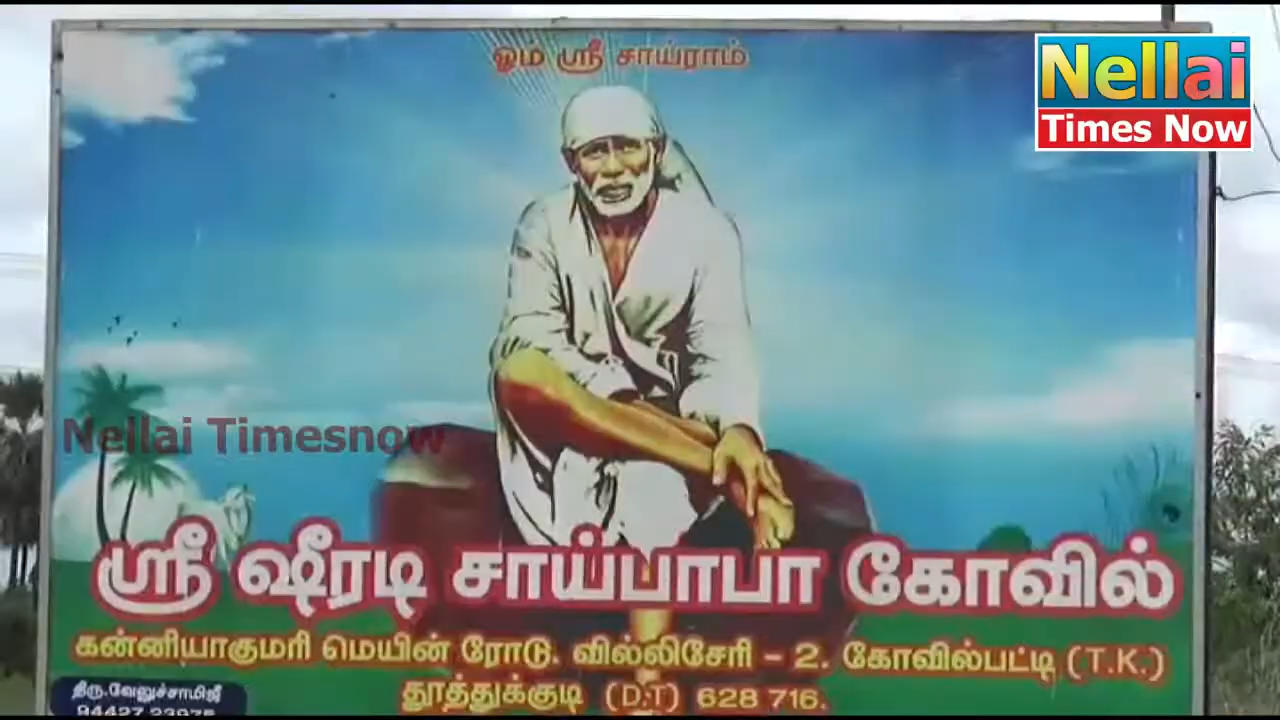 ஓம் ஸ்ரீ சாய்ராம்
Nellai
Times Now
Nellai Timesnow
ஸ்ரீ ஷீரடி சாய்பாபா கோவில்
கன்னியாகுமரி மெயின் ரோடு. வில்லிசேரி - 2. கோவில்பட்டி (T.K.)
தூத்துக்குடி (D.T) 628 716.
திரு.வேலுச்சாமிஜீ